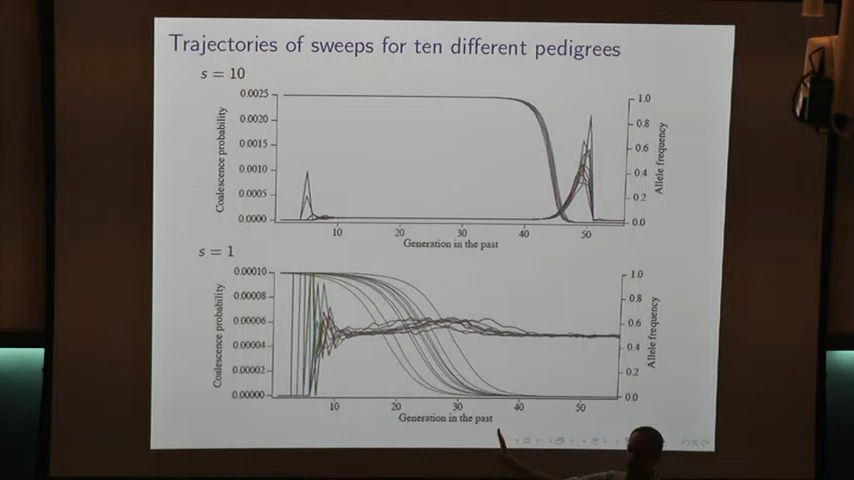 Trajectories of sweeps for ten different pedigrees
s = 10
Coalescence probability
0.0025
0.0020
0.0015
0.0010
0.0005
0.0000
1.0
0.8
0.6
0.4
0.2
0.0
Allele frequency
10 20 30 40 50
Generation in the past
s = 1
Coalescence probability
0.00010
0.00008
0.00006
0.00004
0.00002
0.00000
1.0
0.8
0.6
0.4
0.2
0.0
Allele frequency
10 20 30 40 50
Generation in the past